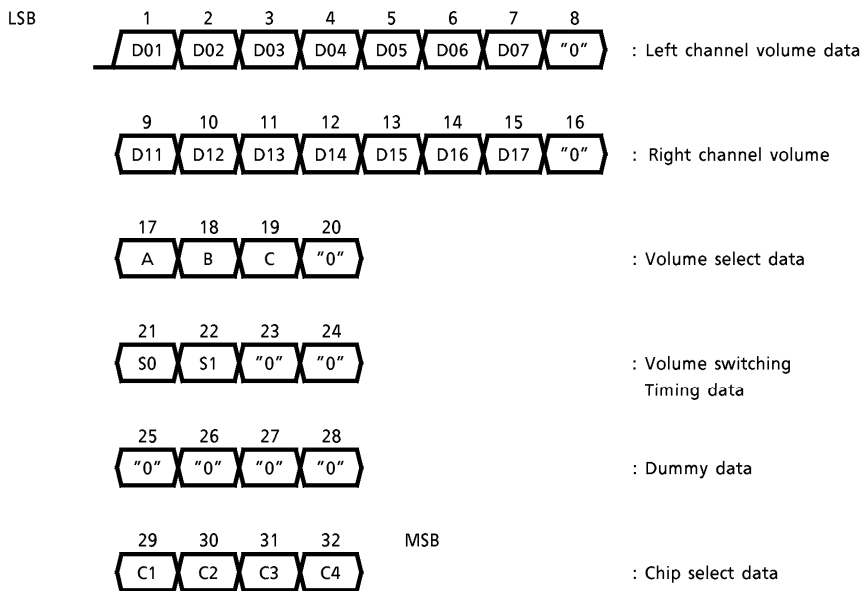 LSB
1 2 3 4 5 6 7 8
D01 D02 D03 D04 D05 D06 D07 "0" : Left channel volume data
9 10 11 12 13 14 15 16
D11 D12 D13 D14 D15 D16 D17 "0" : Right channel volume
17 18 19 20
A B C "0" : Volume select data
21 22 23 24
S0 S1 "0" "0" : Volume switching
Timing data
25 26 27 28
"0" "0" "0" "0" : Dummy data
29 30 31 32 MSB
C1 C2 C3 C4 : Chip select data